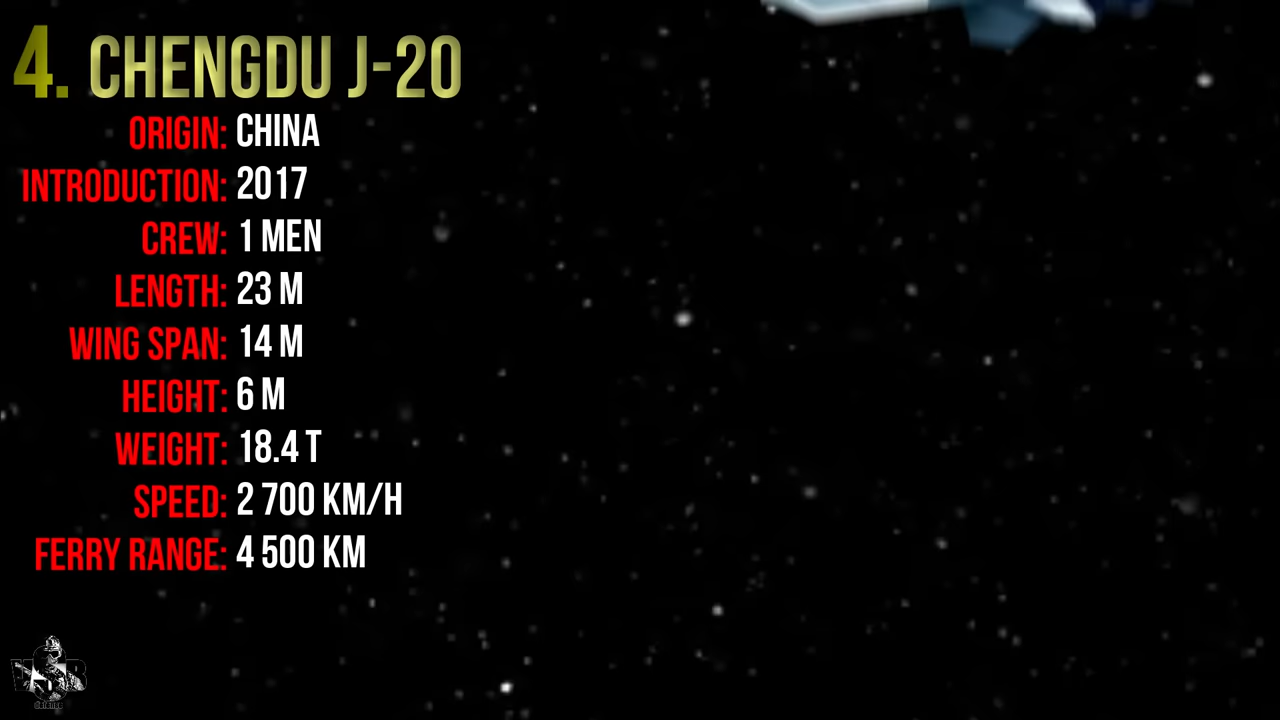 4. CHENGDU J-20
ORIGIN: CHINA
INTRODUCTION: 2017
CREW: 1 MEN
LENGTH: 23 M
WING SPAN: 14 M
HEIGHT: 6 M
WEIGHT: 18.4 T
SPEED: 2 700 KM/H
FERRY RANGE: 4 500 KM